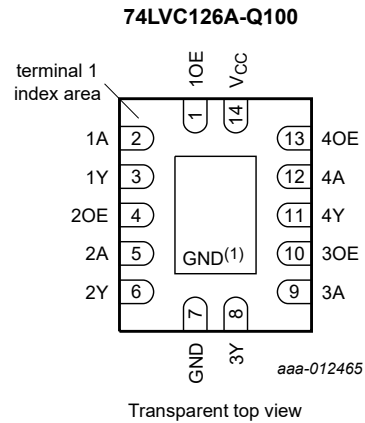 74LVC126A-Q100
terminal 1
index area
1OE
VCC
1
14
1A 2
13 4OE
1Y 3
12 4A
2OE 4
11 4Y
2A 5
10 3OE
2Y 6
9 3A
GND(1)
7
8
GND
3Y
aaa-012465
Transparent top view